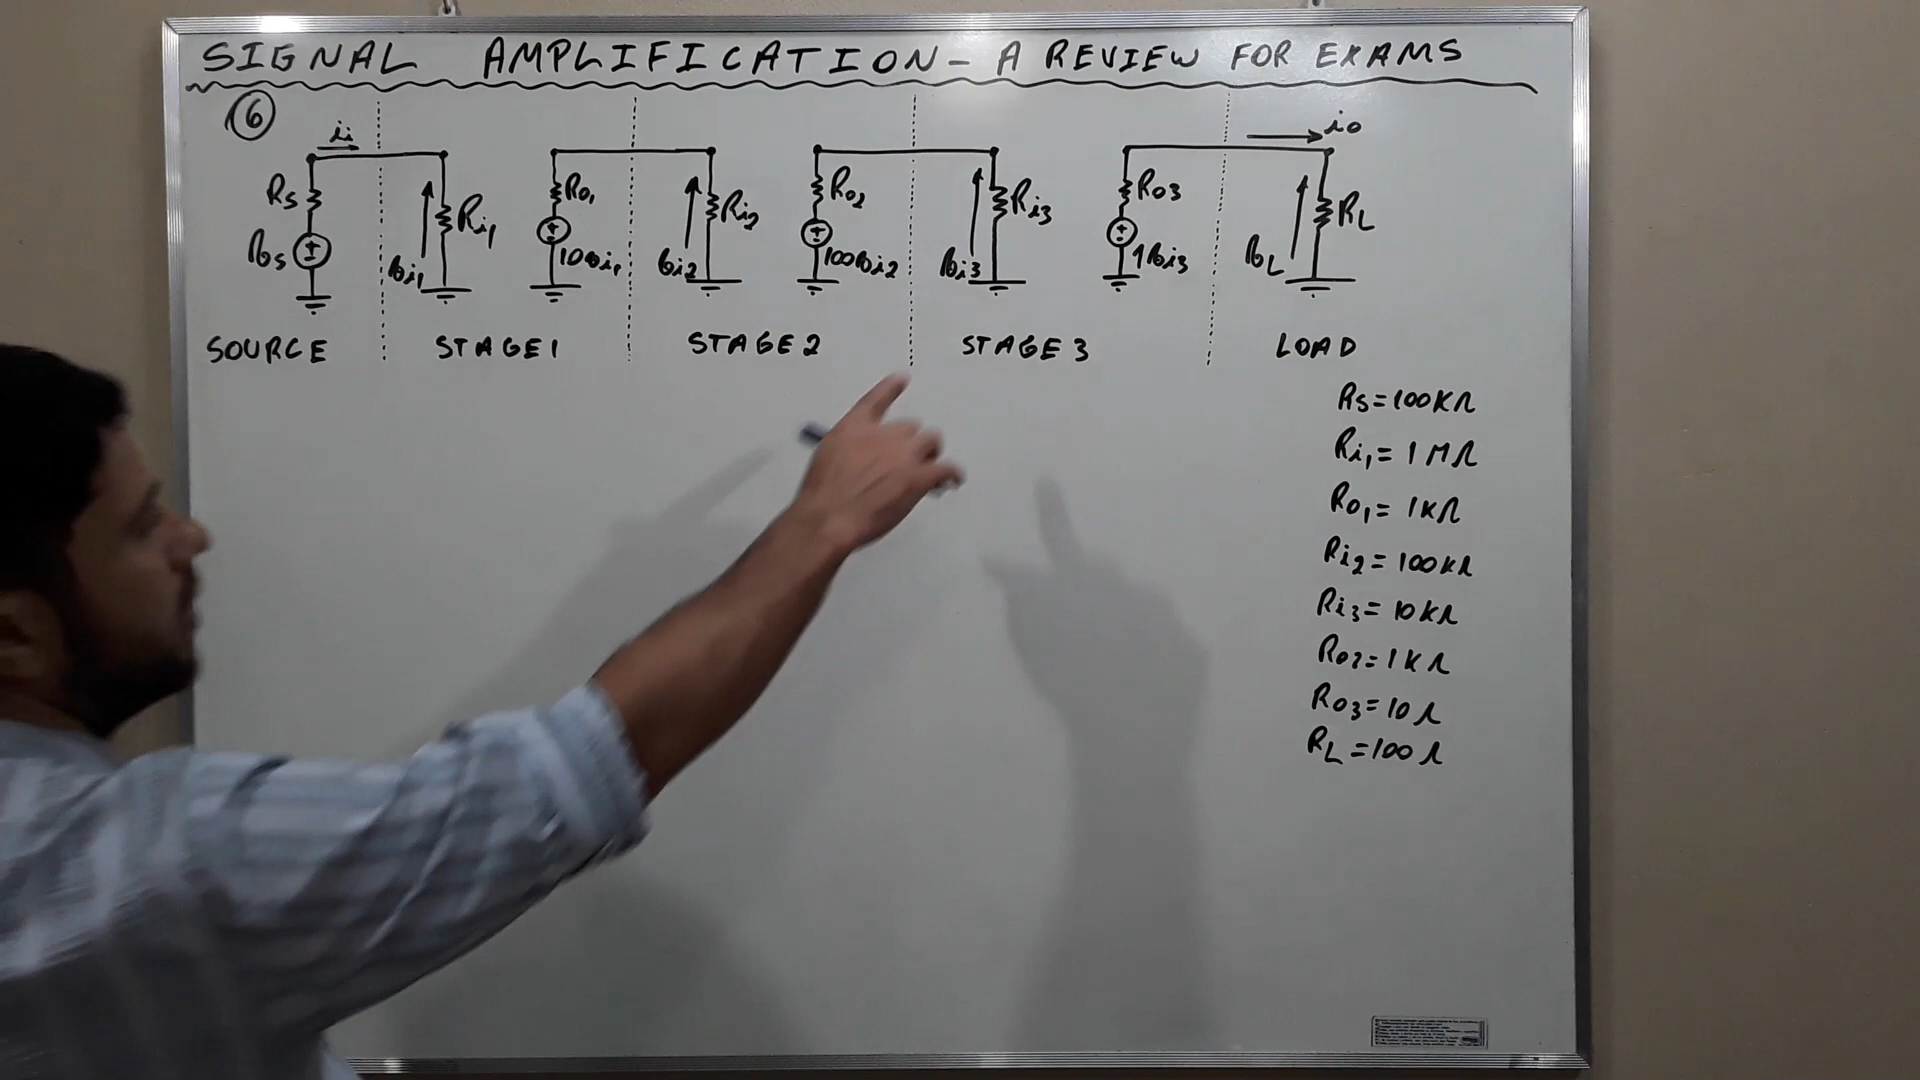 SIGNAL AMPLIFICATION - A REVIEW FOR EXAMS
6
ii io
Rs Ri1 Ro1 Ri2 Ro2 Ri3 Ro3 RL
vs vi1 10vi1 vi2 100vi2 vi3 1vi3 vL
SOURCE STAGE 1 STAGE 2 STAGE 3 LOAD
Rs = 100KΩ
Ri1 = 1MΩ
Ro1 = 1KΩ
Ri2 = 100KΩ
Ri3 = 10KΩ
Ro2 = 1KΩ
Ro3 = 10Ω
RL = 100Ω